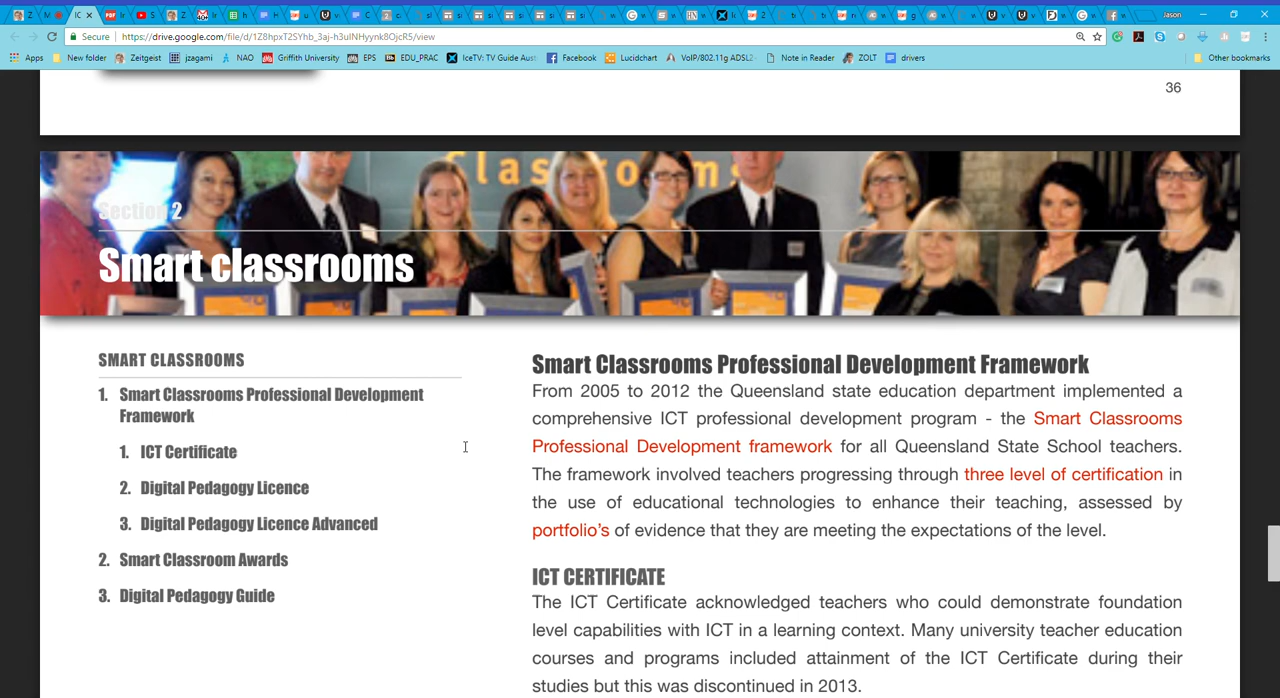 Jason
Secure https://drive.google.com/file/d/1Z8hpxT2SYhb_3aj-h3ulNHyynk8OjcR5/view
Apps New folder Zeitgeist jzagami NAO Griffith University EPS EDU_PRAC IceTV: TV Guide Aus Facebook Lucidchart VoIP/802.11g ADSL2 Note in Reader ZOLT drivers Other bookmarks
36
Classrooms
Section 2
Smart classrooms
SMART CLASSROOMS
1. Smart Classrooms Professional Development
Framework
1. ICT Certificate
2. Digital Pedagogy Licence
3. Digital Pedagogy Licence Advanced
2. Smart Classroom Awards
3. Digital Pedagogy Guide
Smart Classrooms Professional Development Framework
From 2005 to 2012 the Queensland state education department implemented a
comprehensive ICT professional development program - the Smart Classrooms
Professional Development framework for all Queensland State School teachers.
The framework involved teachers progressing through three level of certification in
the use of educational technologies to enhance their teaching, assessed by
portfolio's of evidence that they are meeting the expectations of the level.
ICT CERTIFICATE
The ICT Certificate acknowledged teachers who could demonstrate foundation
level capabilities with ICT in a learning context. Many university teacher education
courses and programs included attainment of the ICT Certificate during their
studies but this was discontinued in 2013.